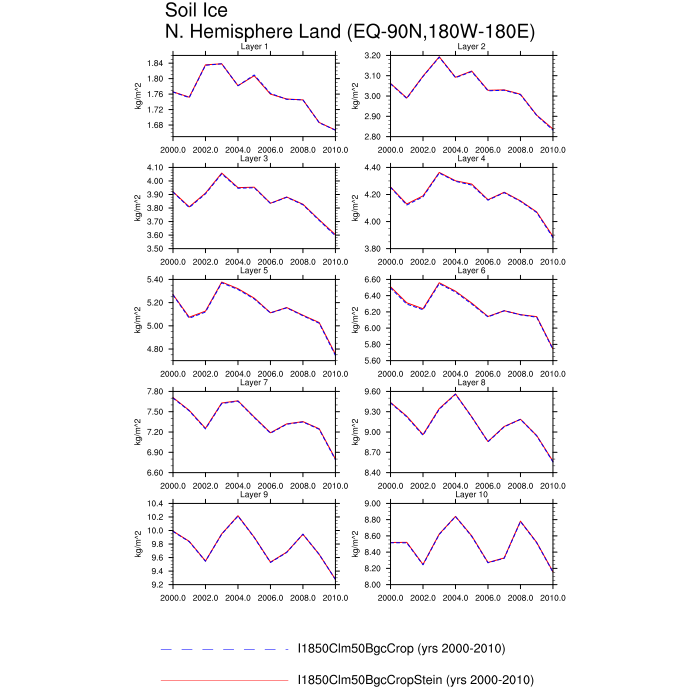 Soil Ice
N. Hemisphere Land (EQ-90N,180W-180E)
Layer 1
kg/m^2
1.84
1.80
1.76
1.72
1.68
2000.0 2002.0 2004.0 2006.0 2008.0 2010.0
Layer 2
kg/m^2
3.20
3.10
3.00
2.90
2.80
2000.0 2002.0 2004.0 2006.0 2008.0 2010.0
Layer 3
kg/m^2
4.10
4.00
3.90
3.80
3.70
3.60
3.50
2000.0 2002.0 2004.0 2006.0 2008.0 2010.0
Layer 4
kg/m^2
4.40
4.20
4.00
3.80
2000.0 2002.0 2004.0 2006.0 2008.0 2010.0
Layer 5
kg/m^2
5.40
5.20
5.00
4.80
2000.0 2002.0 2004.0 2006.0 2008.0 2010.0
Layer 6
kg/m^2
6.60
6.40
6.20
6.00
5.80
5.60
2000.0 2002.0 2004.0 2006.0 2008.0 2010.0
Layer 7
kg/m^2
7.80
7.50
7.20
6.90
6.60
2000.0 2002.0 2004.0 2006.0 2008.0 2010.0
Layer 8
kg/m^2
9.60
9.30
9.00
8.70
8.40
2000.0 2002.0 2004.0 2006.0 2008.0 2010.0
Layer 9
kg/m^2
10.4
10.2
10.0
9.8
9.6
9.4
9.2
2000.0 2002.0 2004.0 2006.0 2008.0 2010.0
Layer 10
kg/m^2
9.00
8.80
8.60
8.40
8.20
8.00
2000.0 2002.0 2004.0 2006.0 2008.0 2010.0
I1850Clm50BgcCrop (yrs 2000-2010)
I1850Clm50BgcCropStein (yrs 2000-2010)